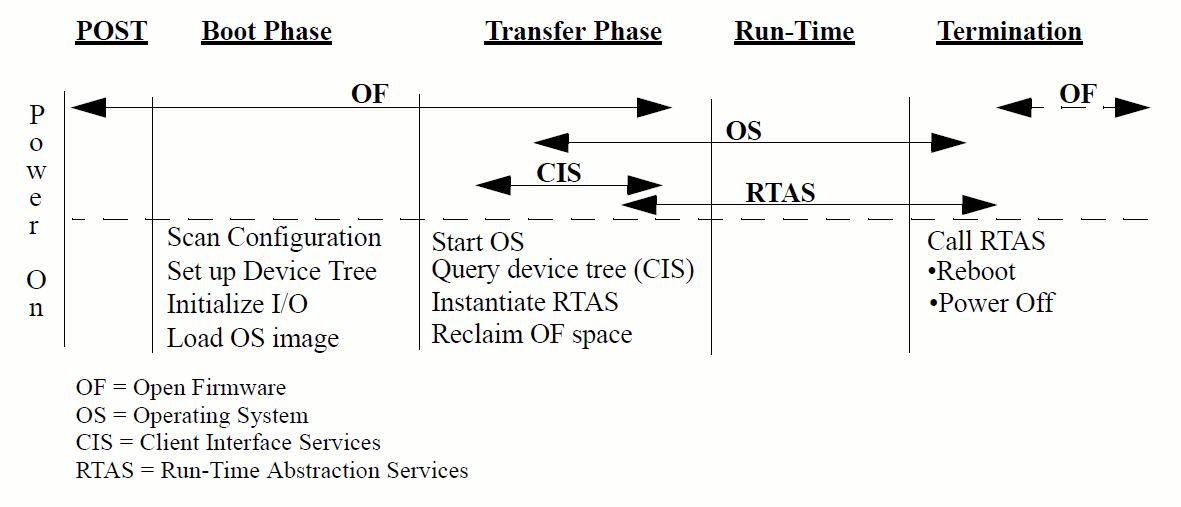 POST Boot Phase Transfer Phase Run-Time Termination
Power On
OF OF
OS
CIS
RTAS
Scan Configuration
Set up Device Tree
Initialize I/O
Load OS image
Start OS
Query device tree (CIS)
Instantiate RTAS
Reclaim OF space
Call RTAS
•Reboot
•Power Off
OF = Open Firmware
OS = Operating System
CIS = Client Interface Services
RTAS = Run-Time Abstraction Services